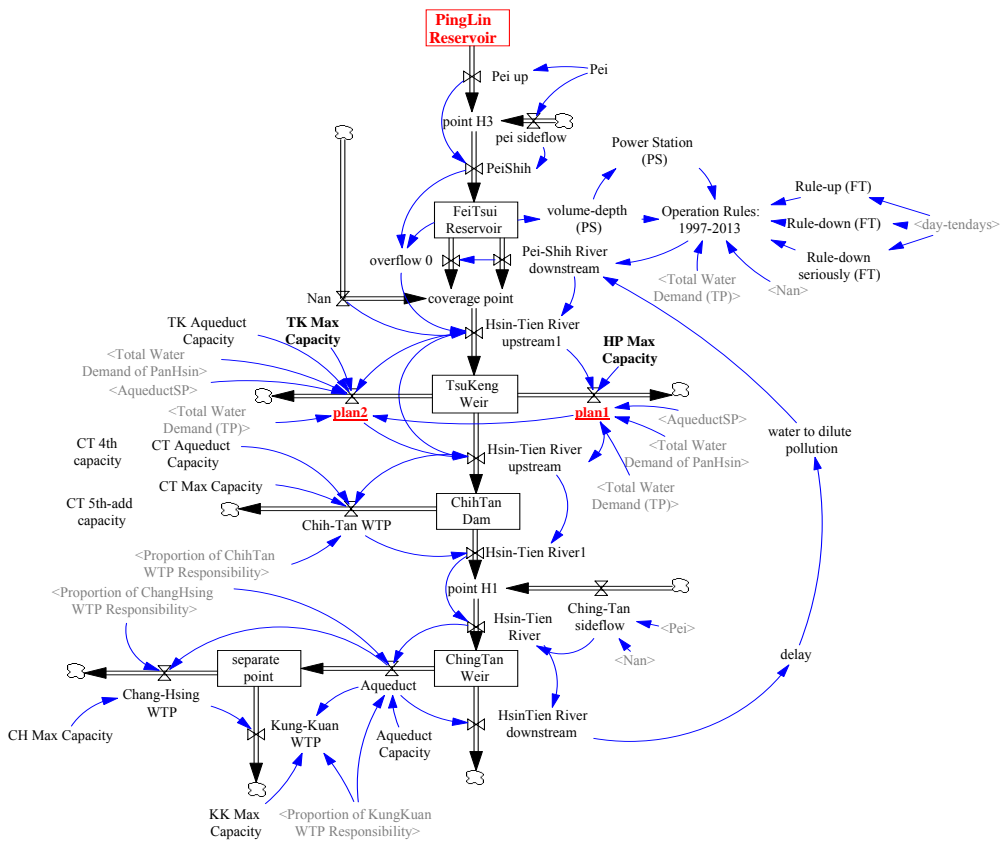 PingLin
Reservoir
Pei up
Pei
point H3
pei sideflow
PeiShih
Power Station
(PS)
Rule-up (FT)
FeiTsui
Reservoir
volume-depth
(PS)
Operation Rules:
1997-2013
Rule-down (FT)
<day-tendays>
overflow 0
Pei-Shih River
downstream
Rule-down
seriously (FT)
<Total Water
Demand (TP)>
<Nan>
Nan
coverage point
TK Aqueduct
Capacity
TK Max
Capacity
Hsin-Tien River
upstream1
HP Max
Capacity
<Total Water
Demand of PanHsin>
<AqueductSP>
TsuKeng
Weir
<Total Water
Demand (TP)>
plan2
plan1
<AqueductSP>
water to dilute
pollution
CT 4th
capacity
CT Aqueduct
Capacity
Hsin-Tien River
upstream
<Total Water
Demand of PanHsin>
CT Max Capacity
<Total Water
Demand (TP)>
CT 5th-add
capacity
ChihTan
Dam
Chih-Tan WTP
<Proportion of ChihTan
WTP Responsibility>
Hsin-Tien River1
<Proportion of ChangHsing
WTP Responsibility>
point H1
Ching-Tan
sideflow
Hsin-Tien
River
<Pei>
<Nan>
delay
separate
point
ChingTan
Weir
Chang-Hsing
WTP
Aqueduct
CH Max Capacity
Kung-Kuan
WTP
Aqueduct
Capacity
HsinTien River
downstream
KK Max
Capacity
<Proportion of KungKuan
WTP Responsibility>